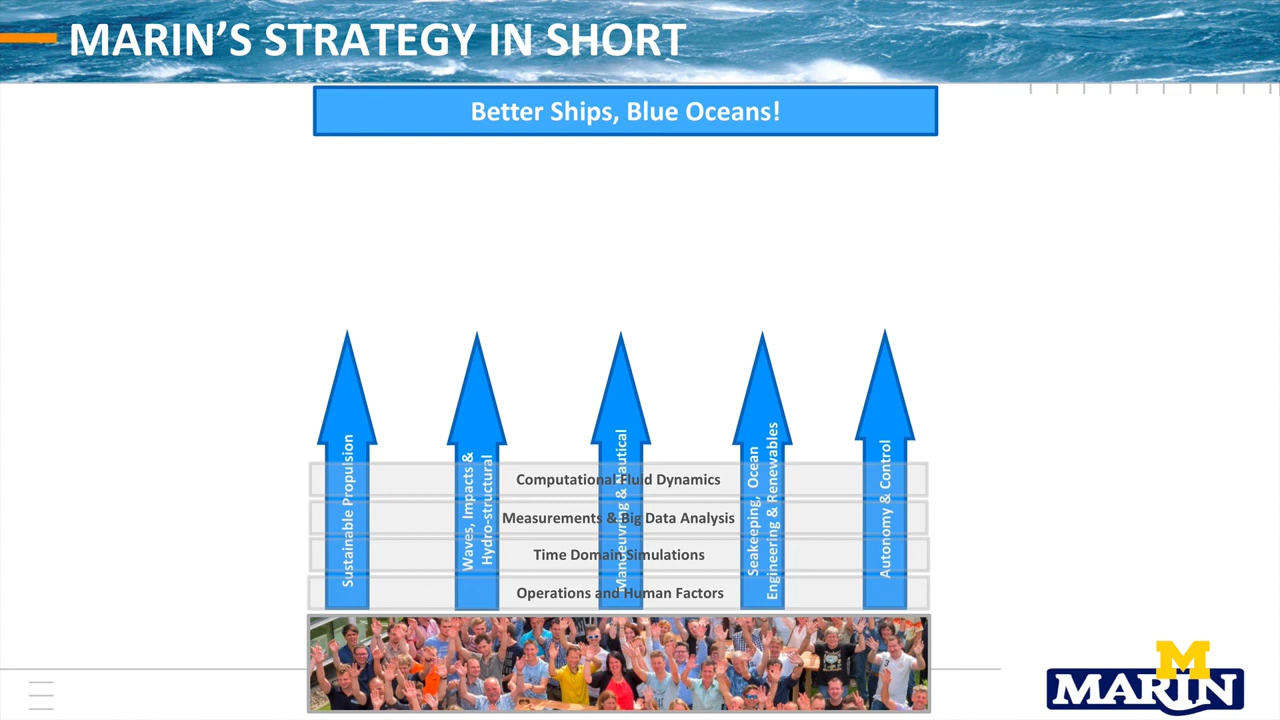 MARIN'S STRATEGY IN SHORT
Better Ships, Blue Oceans!
Sustainable Propulsion
Waves, Impacts &
Hydro-structural
Manoeuvring & Nautical
Seakeeping, Ocean
Engineering & Renewables
Autonomy & Control
Computational Fluid Dynamics
Measurements & Big Data Analysis
Time Domain Simulations
Operations and Human Factors
M
MARIN